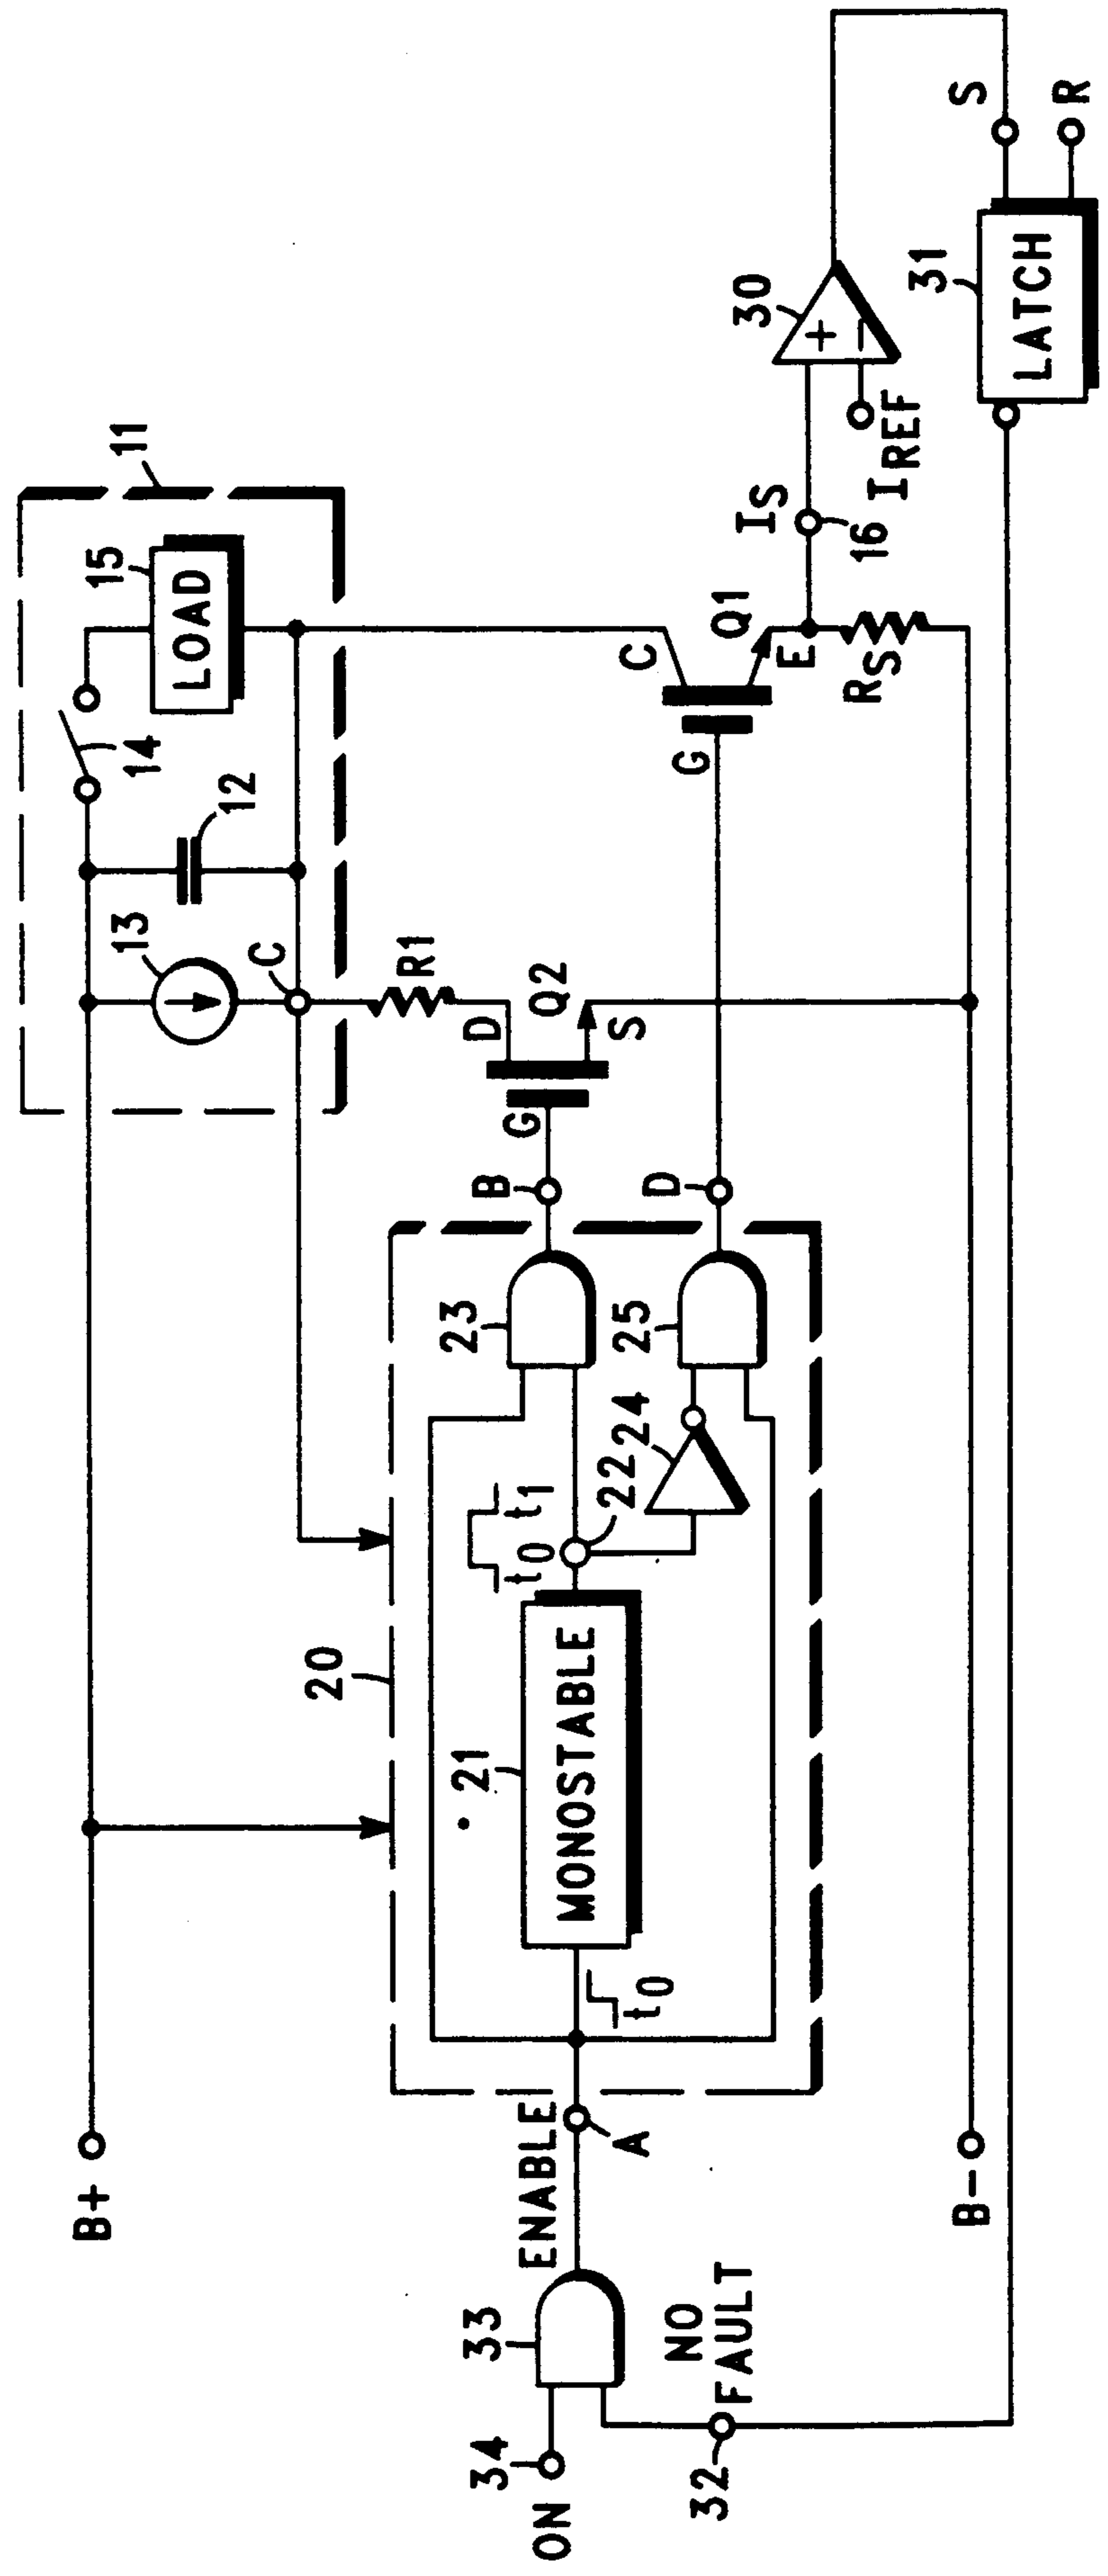 B+
11
13
12
14
15
LOAD
C
R1
D
Q2
G
S
B
20
21
MONOSTABLE
t0
t0
t1
22
23
24
25
D
G
C
Q1
E
RS
IS
16
30
+
−
IREF
31
LATCH
S
R
34
ON
33
ENABLE
A
NO
FAULT
32
B−